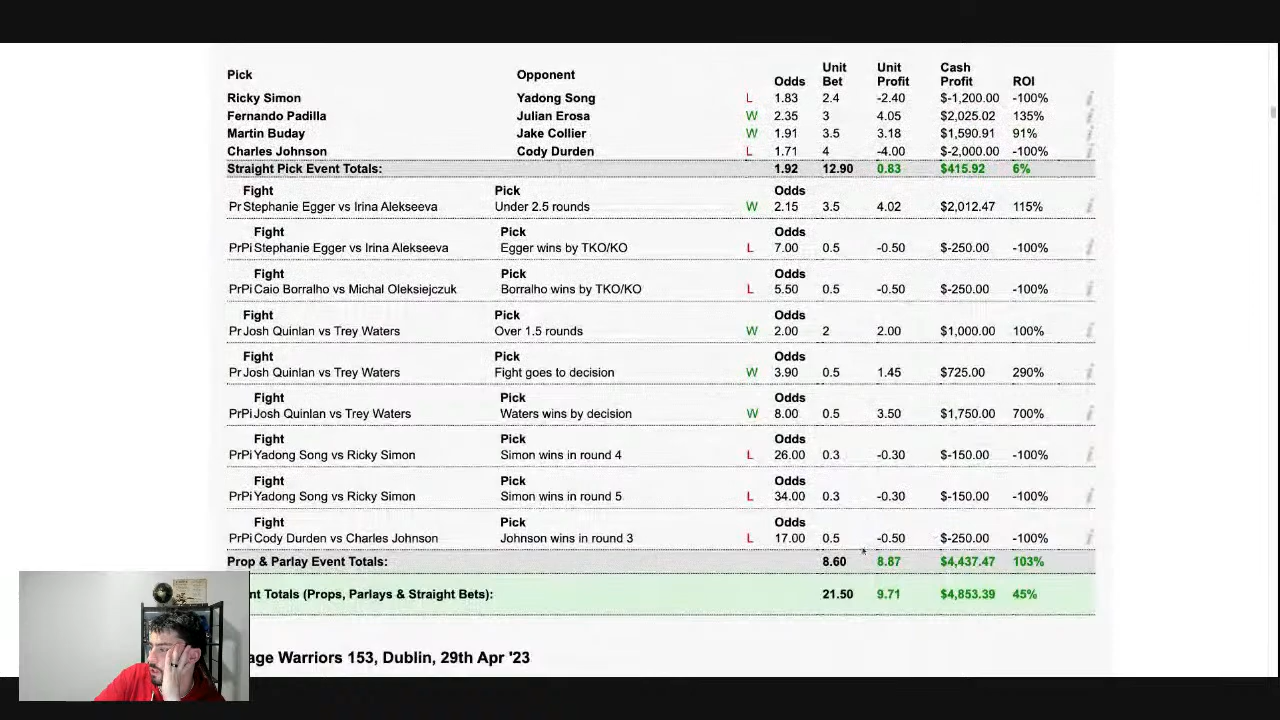 Pick Opponent Odds Unit Bet Unit Profit Cash Profit ROI
Ricky Simon Yadong Song L 1.83 2.4 -2.40 $-1,200.00 -100%
Fernando Padilla Julian Erosa W 2.35 3 4.05 $2,025.02 135%
Martin Buday Jake Collier W 1.91 3.5 3.18 $1,590.91 91%
Charles Johnson Cody Durden L 1.71 4 -4.00 $-2,000.00 -100%
Straight Pick Event Totals: 1.92 12.90 0.83 $415.92 6%
Fight Pick Odds
Pr Stephanie Egger vs Irina Alekseeva Under 2.5 rounds W 2.15 3.5 4.02 $2,012.47 115%
Fight Pick Odds
PrPi Stephanie Egger vs Irina Alekseeva Egger wins by TKO/KO L 7.00 0.5 -0.50 $-250.00 -100%
Fight Pick Odds
PrPi Caio Borralho vs Michal Oleksiejczuk Borralho wins by TKO/KO L 5.50 0.5 -0.50 $-250.00 -100%
Fight Pick Odds
Pr Josh Quinlan vs Trey Waters Over 1.5 rounds W 2.00 2 2.00 $1,000.00 100%
Fight Pick Odds
Pr Josh Quinlan vs Trey Waters Fight goes to decision W 3.90 0.5 1.45 $725.00 290%
Fight Pick Odds
PrPi Josh Quinlan vs Trey Waters Waters wins by decision W 8.00 0.5 3.50 $1,750.00 700%
Fight Pick Odds
PrPi Yadong Song vs Ricky Simon Simon wins in round 4 L 26.00 0.3 -0.30 $-150.00 -100%
Fight Pick Odds
PrPi Yadong Song vs Ricky Simon Simon wins in round 5 L 34.00 0.3 -0.30 $-150.00 -100%
Fight Pick Odds
PrPi Cody Durden vs Charles Johnson Johnson wins in round 3 L 17.00 0.5 -0.50 $-250.00 -100%
Prop & Parlay Event Totals: 8.60 8.87 $4,437.47 103%
nt Totals (Props, Parlays & Straight Bets): 21.50 9.71 $4,853.39 45%
age Warriors 153, Dublin, 29th Apr '23